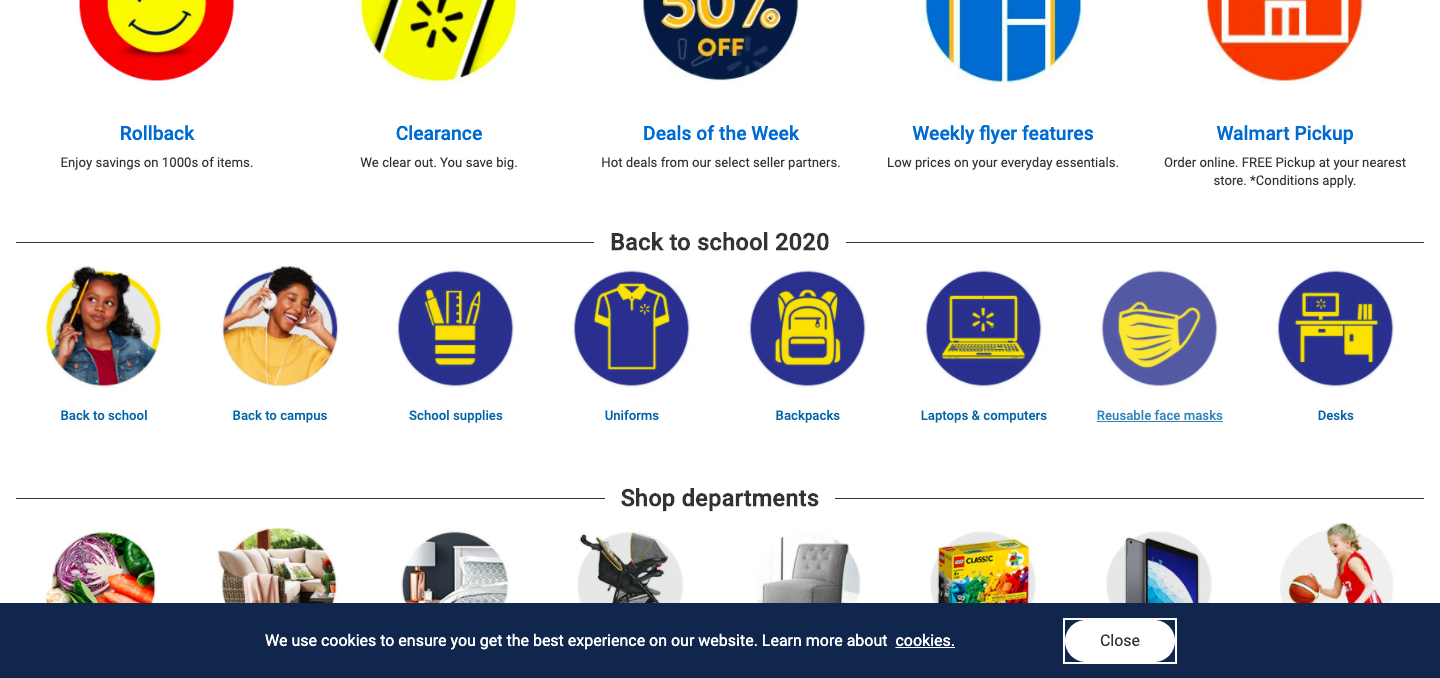 50%
OFF
Rollback
Enjoy savings on 1000s of items.
Clearance
We clear out. You save big.
Deals of the Week
Hot deals from our select seller partners.
Weekly flyer features
Low prices on your everyday essentials.
Walmart Pickup
Order online. FREE Pickup at your nearest
store. *Conditions apply.
Back to school 2020
Back to school
Back to campus
School supplies
Uniforms
Backpacks
Laptops & computers
Reusable face masks
Desks
Shop departments
LEGO CLASSIC
4+
We use cookies to ensure you get the best experience on our website. Learn more about cookies.
Close